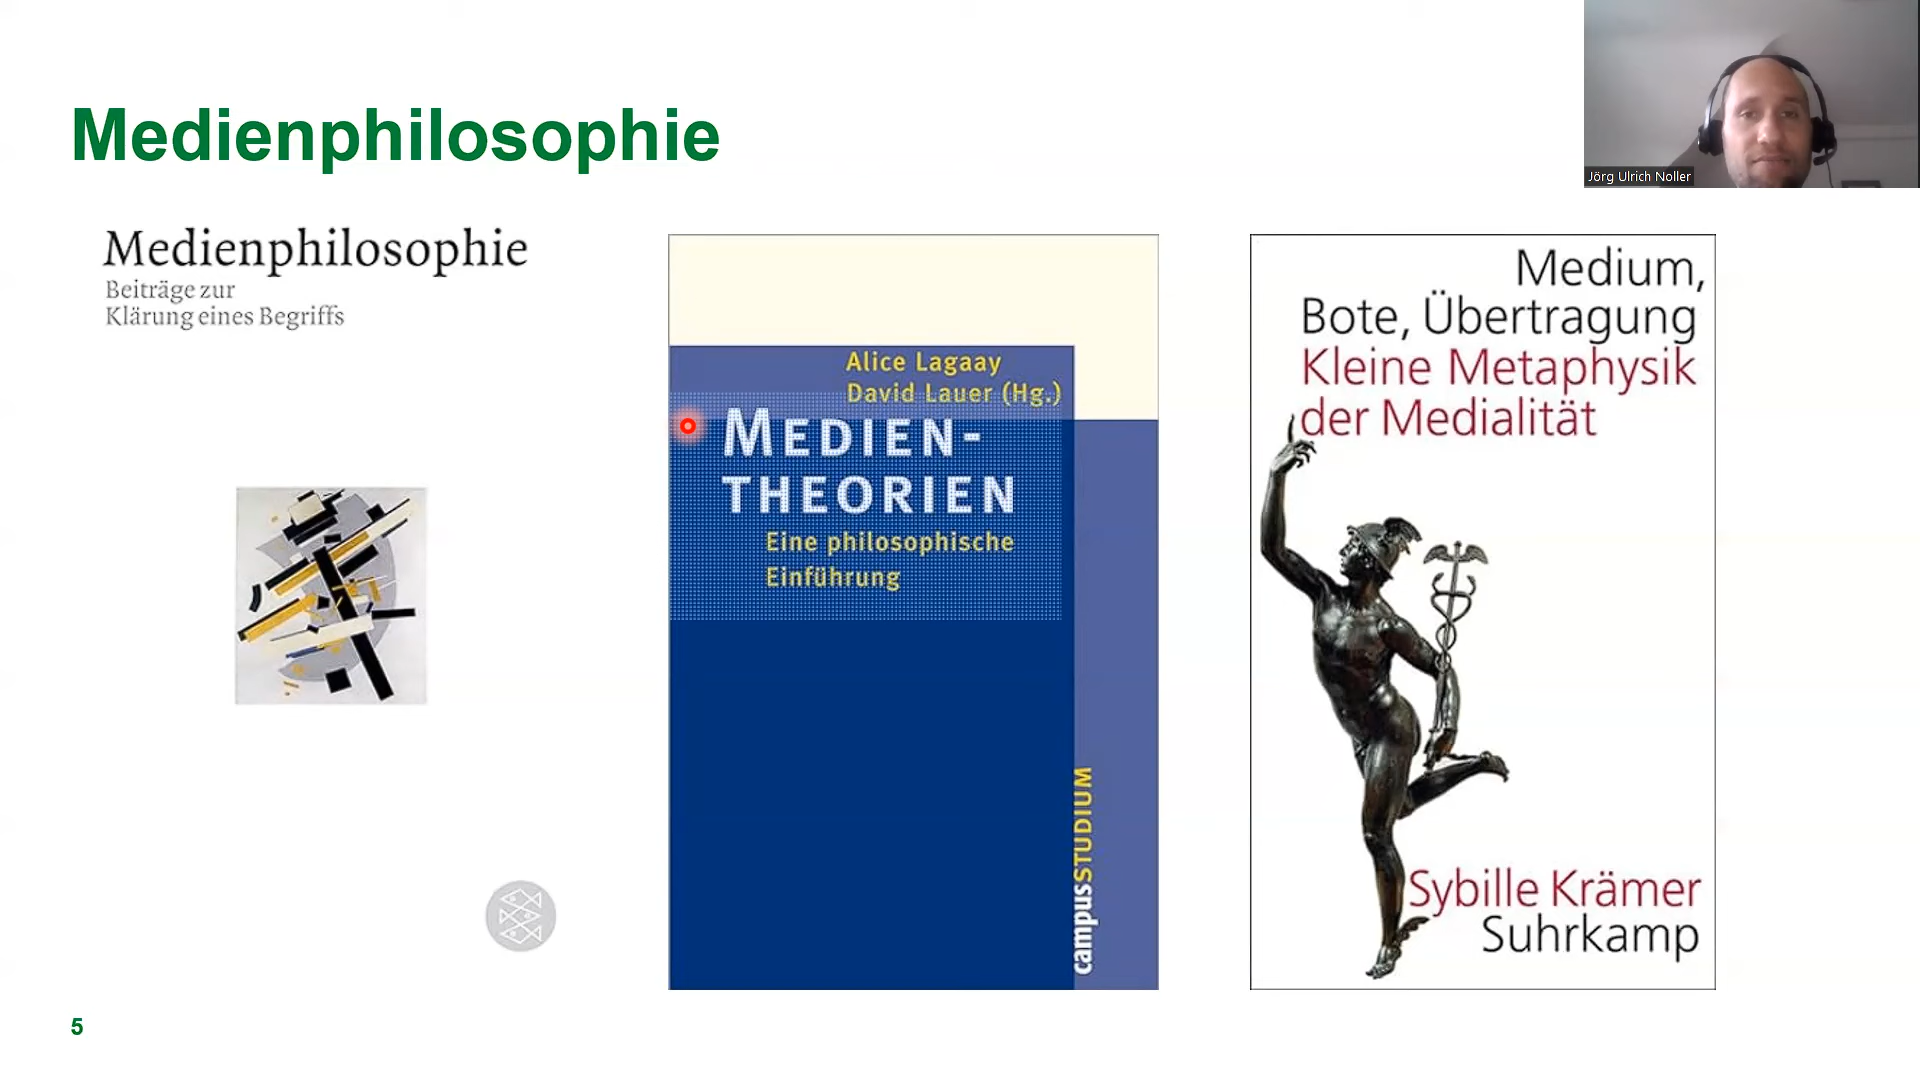 Medienphilosophie
Jörg Ulrich Noller
Medienphilosophie
Beiträge zur
Klärung eines Begriffs
Alice Lagaay
David Lauer (Hg.)
MEDIEN-
THEORIEN
Eine philosophische
Einführung
campusSTUDIUM
Medium,
Bote, Übertragung
Kleine Metaphysik
der Medialität
Sybille Krämer
Suhrkamp
5